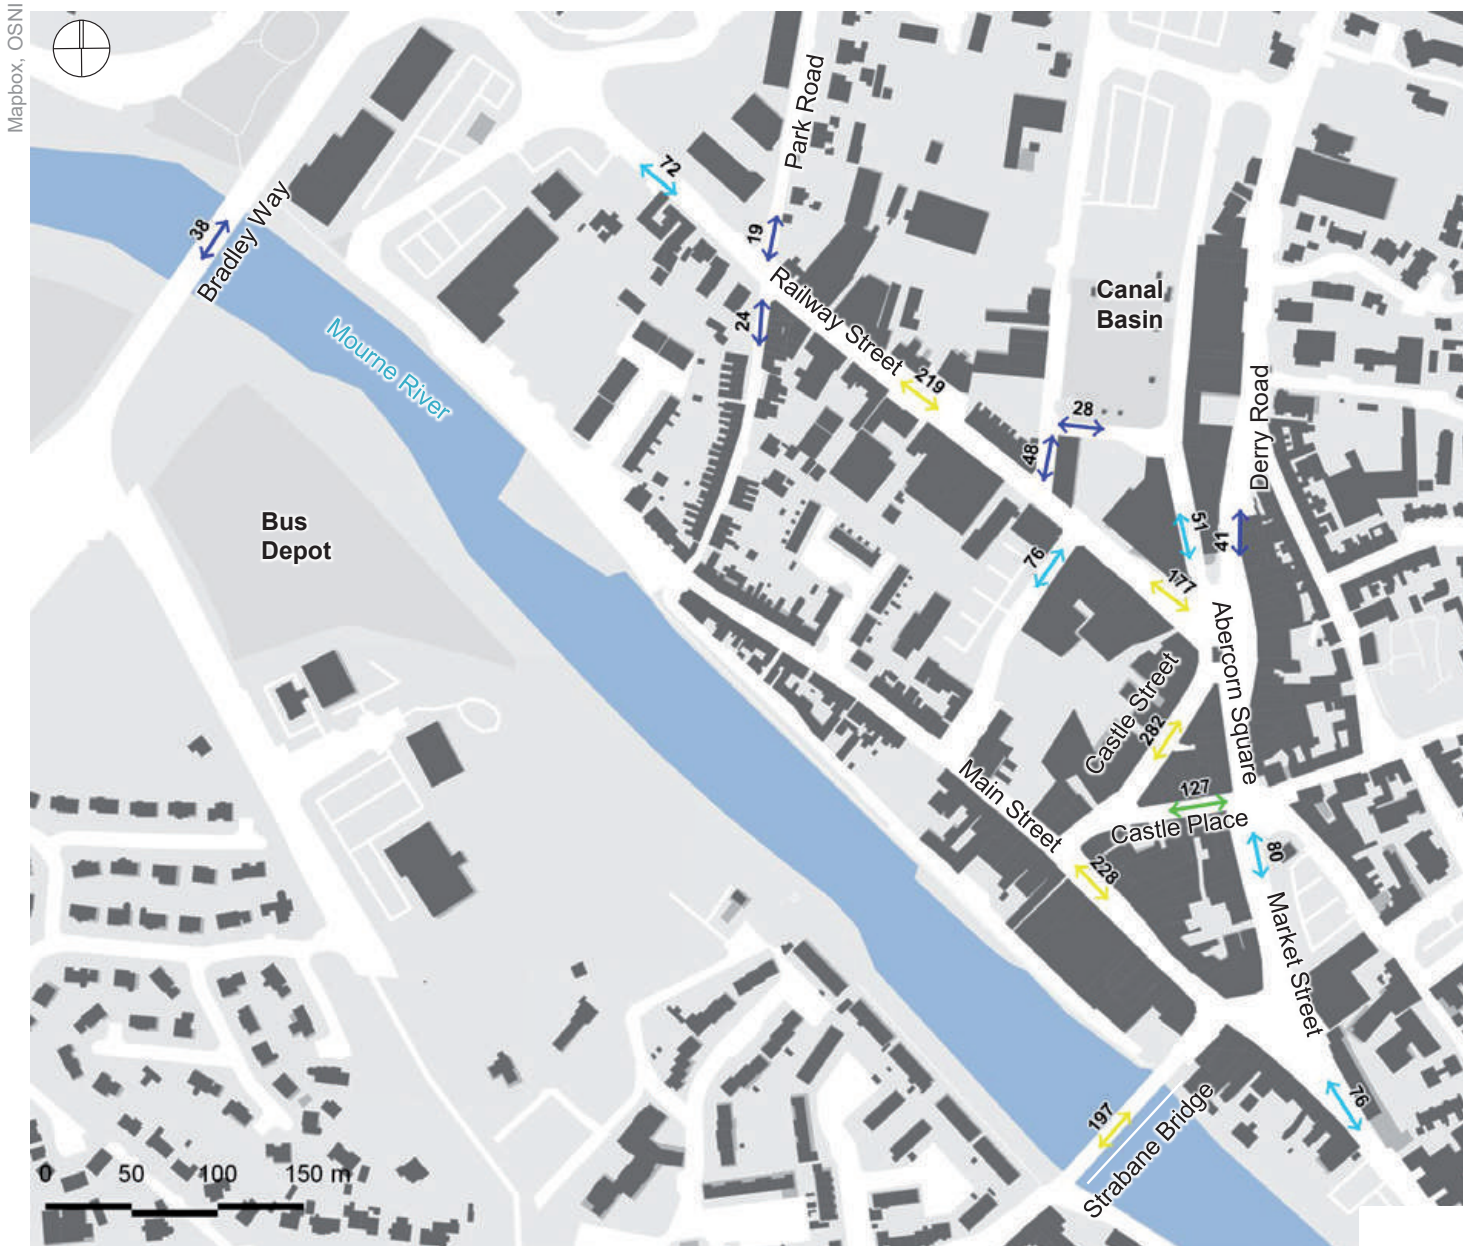 Mapbox, OSNI
Park Road
72
38
Bradley Way
19
Railway Street
Canal
Basin
24
Mourne River
219
28
Derry Road
48
Bus
Depot
51
41
76
177
Abercorn Square
Castle Street
282
Main Street
127
Castle Place
80
228
Market Street
76
197
Strabane Bridge
0 50 100 150 m